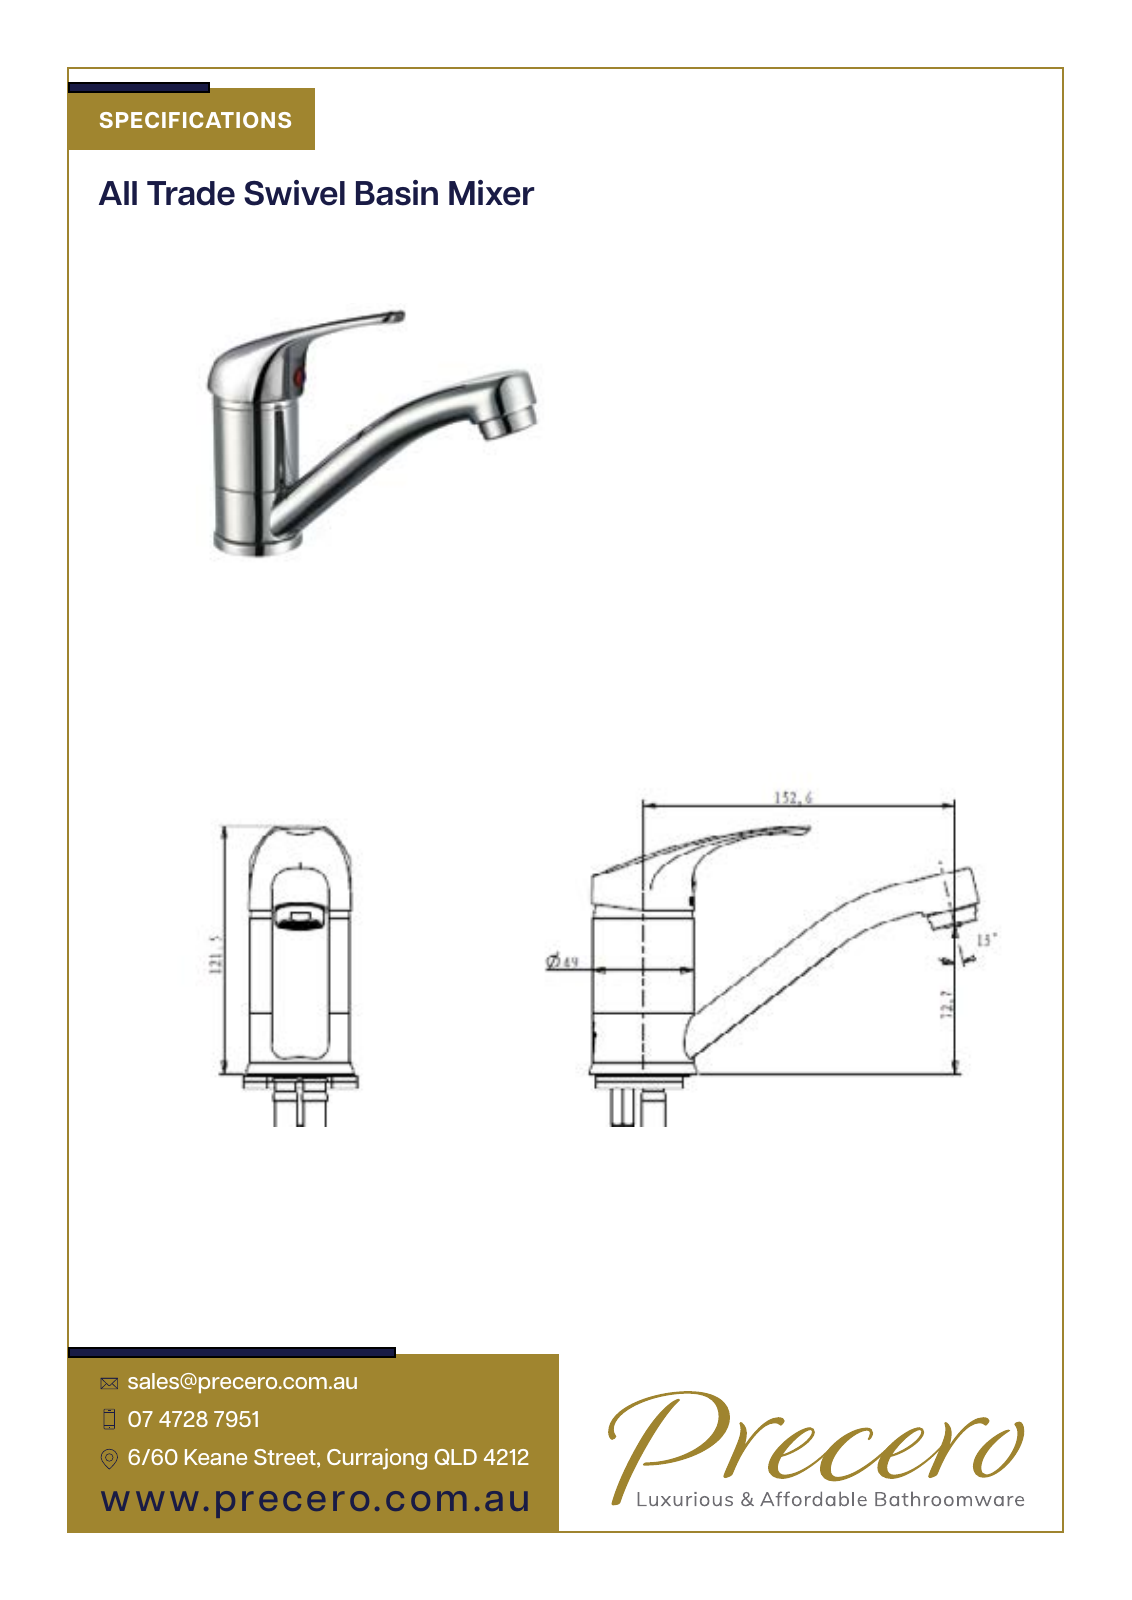 SPECIFICATIONS
All Trade Swivel Basin Mixer
152,6
121,5
Ø49
13°
72,7
sales@precero.com.au
07 4728 7951
6/60 Keane Street, Currajong QLD 4212
www.precero.com.au
Precero
Luxurious & Affordable Bathroomware